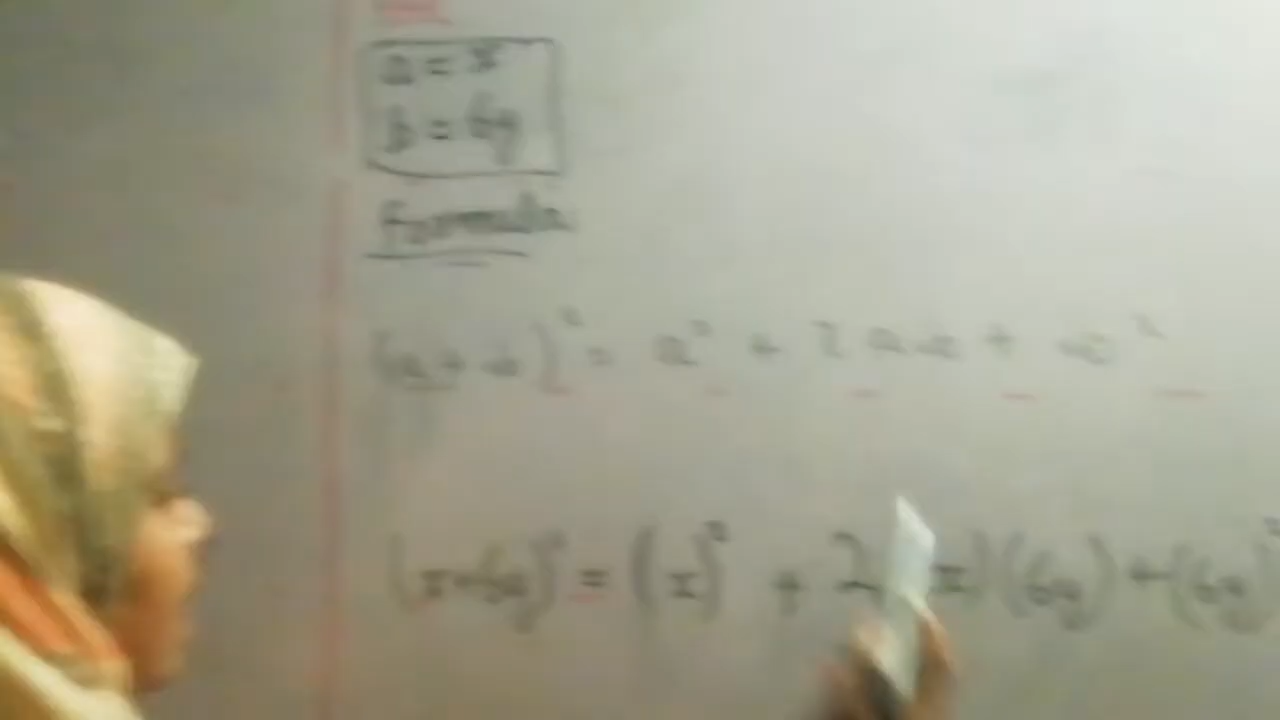 a = x
b = 6y
formula
(a + b)² = a² + 2ab + b²
(x+6y)² = (x)² + 2(x)(6y) + (6y)²